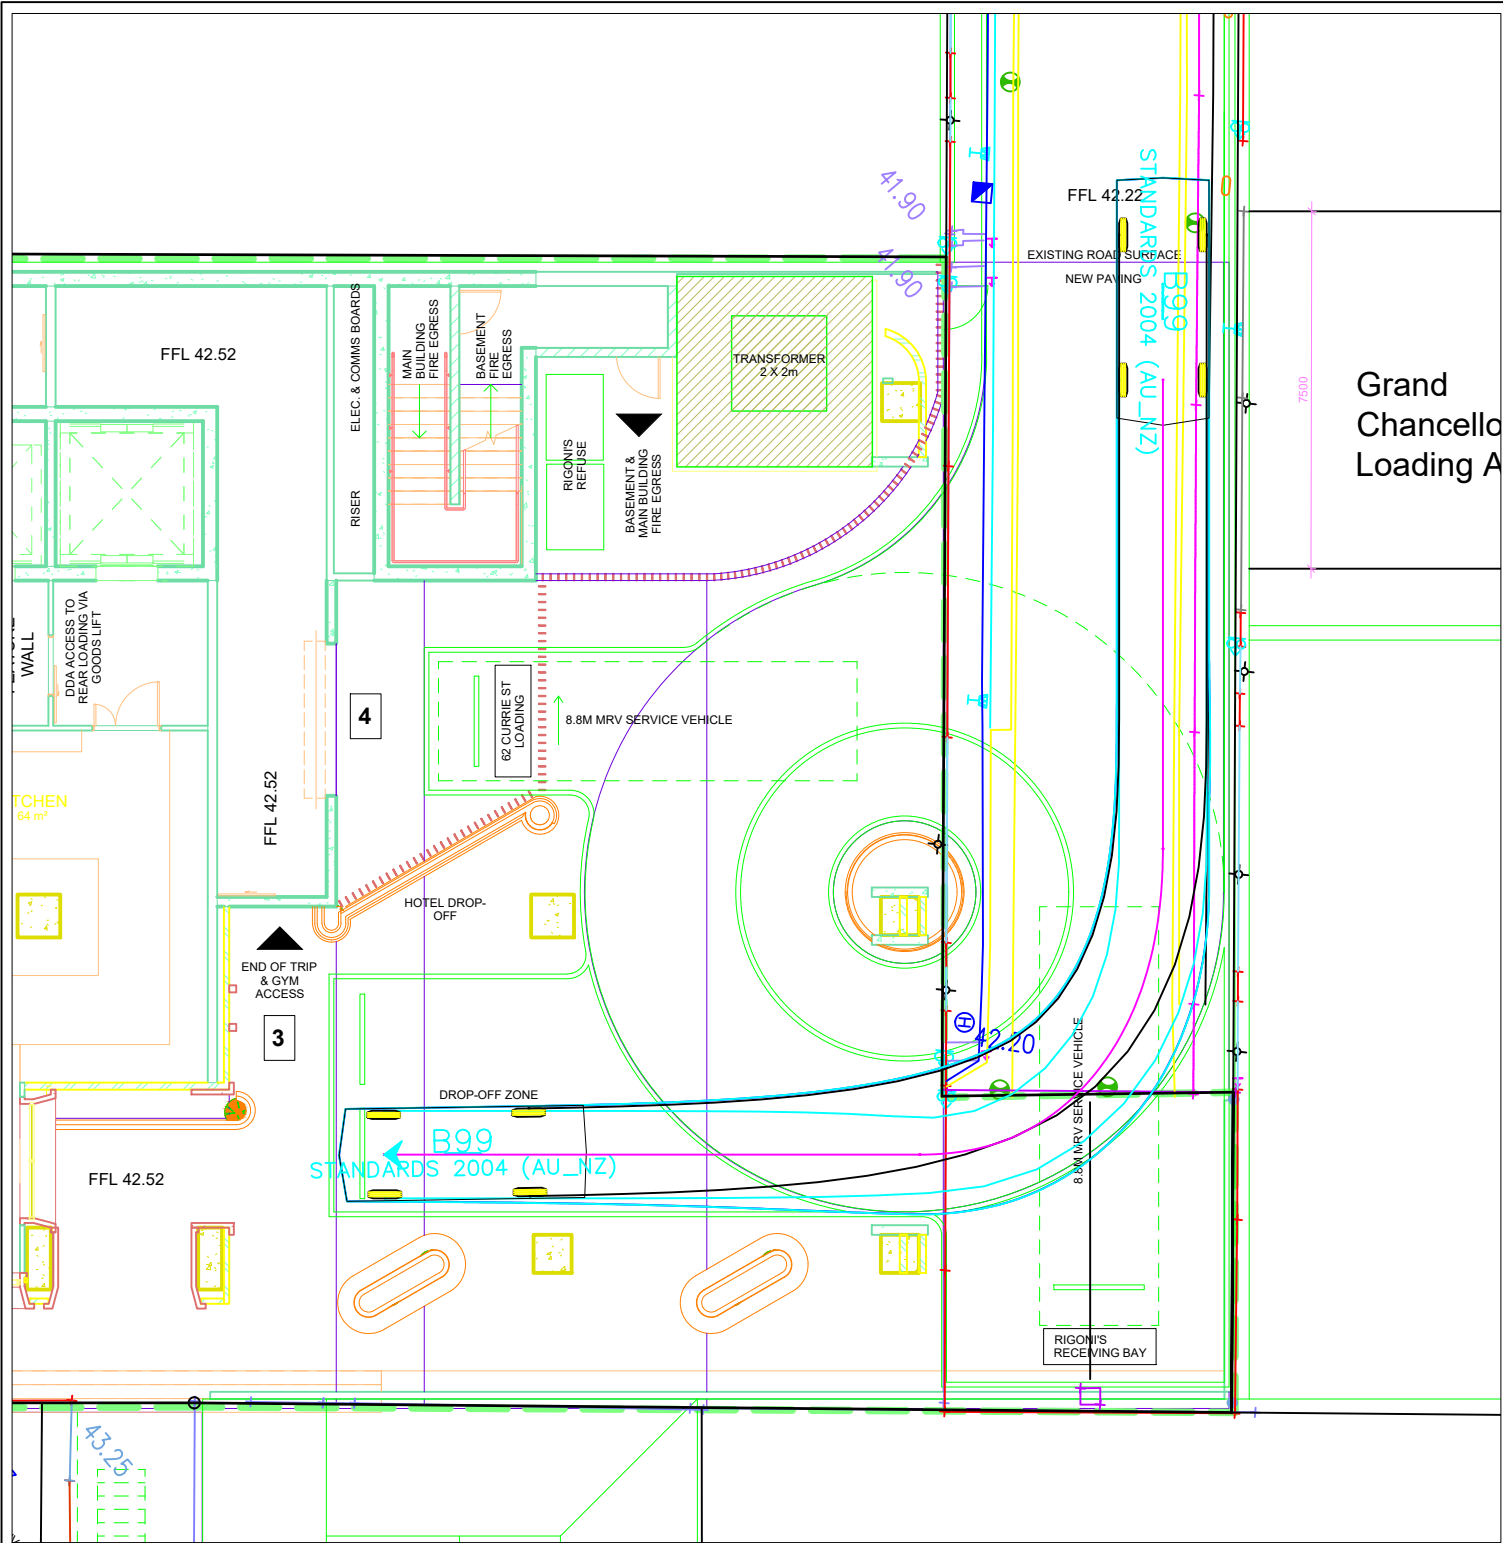 41.90
41.90
FFL 42.22
EXISTING ROAD SURFACE
NEW PAVING
B99
STANDARDS 2004 (AU_NZ)
7500
Grand
Chancello
Loading A
FFL 42.52
ELEC. & COMMS BOARDS
RISER
MAIN
BUILDING
FIRE EGRESS
BASEMENT
FIRE
EGRESS
TRANSFORMER
2 X 2m
RIGONI'S
REFUSE
BASEMENT &
MAIN BUILDING
FIRE EGRESS
WALL
DDA ACCESS TO
REAR LOADING VIA
GOODS LIFT
4
62 CURRIE ST
LOADING
8.8M MRV SERVICE VEHICLE
TCHEN
64 m²
FFL 42.52
HOTEL DROP-
OFF
END OF TRIP
& GYM
ACCESS
3
H
42.20
8.8M MRV SERVICE VEHICLE
DROP-OFF ZONE
B99
STANDARDS 2004 (AU_NZ)
FFL 42.52
RIGONI'S
RECEIVING BAY
43.25